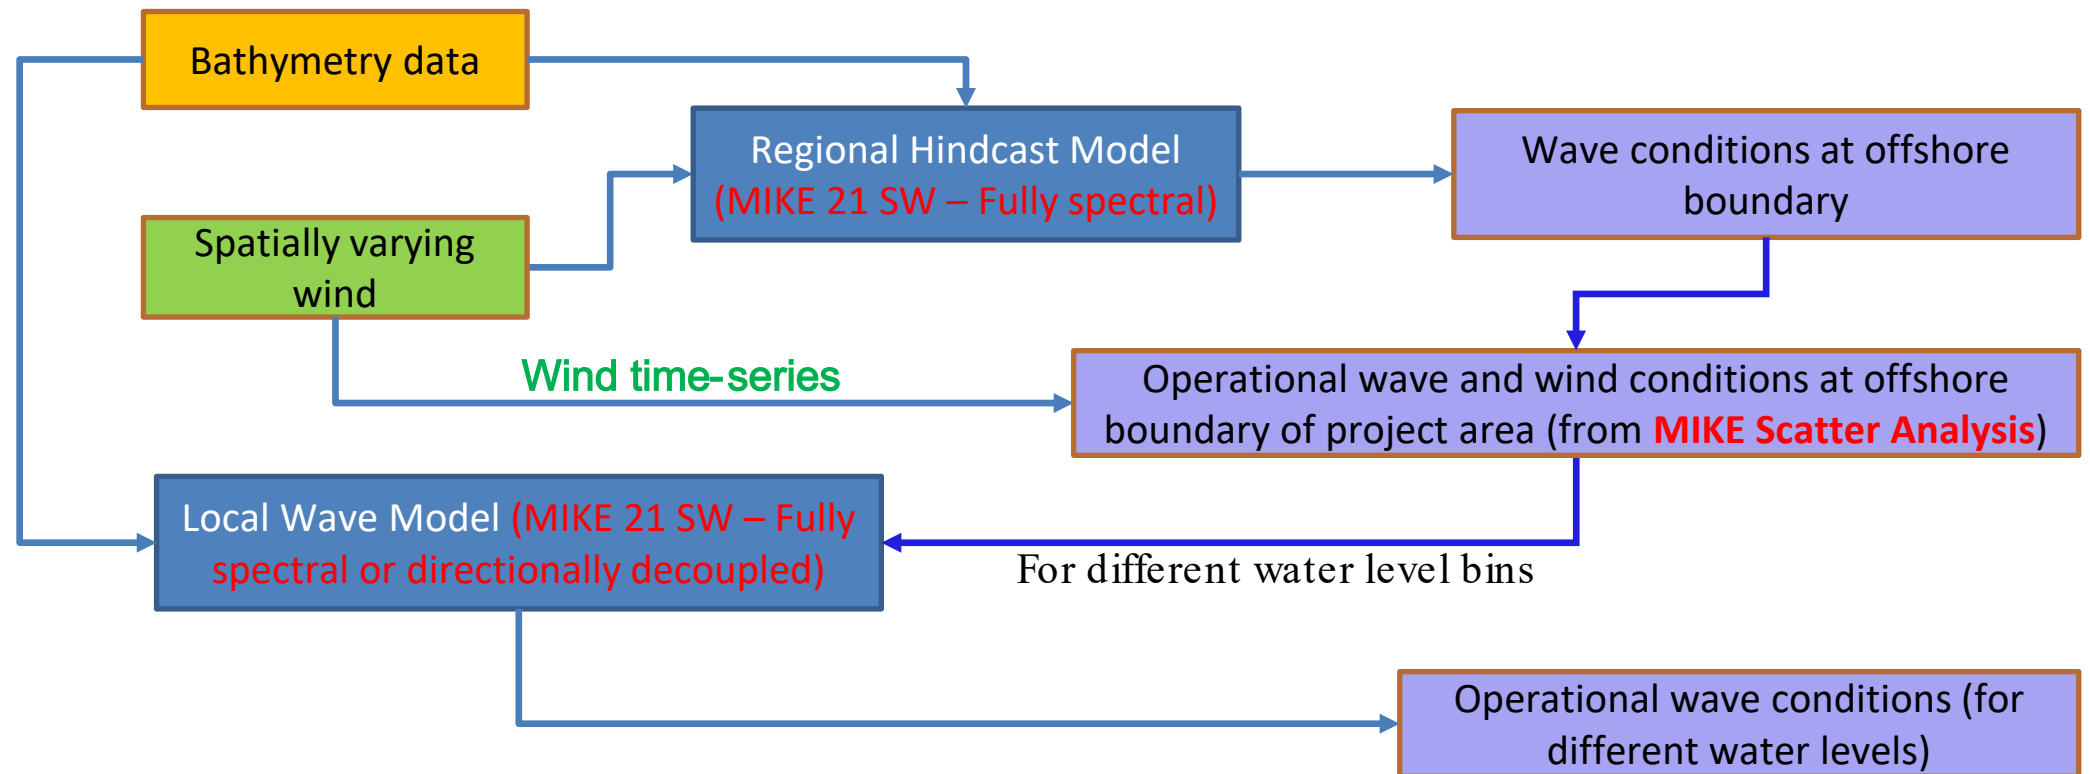 Bathymetry data
Regional Hindcast Model
(MIKE 21 SW – Fully spectral)
Wave conditions at offshore
boundary
Spatially varying
wind
Wind time-series
Operational wave and wind conditions at offshore
boundary of project area (from MIKE Scatter Analysis)
Local Wave Model (MIKE 21 SW – Fully
spectral or directionally decoupled)
For different water level bins
Operational wave conditions (for
different water levels)